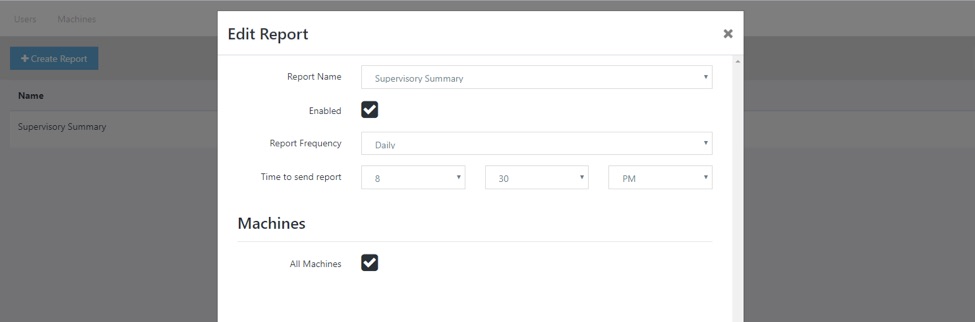 Users Machines
Edit Report
Create Report
Name
Supervisory Summary
Report Name Supervisory Summary
Enabled
Report Frequency Daily
Time to send report 8 30 PM
Machines
All Machines